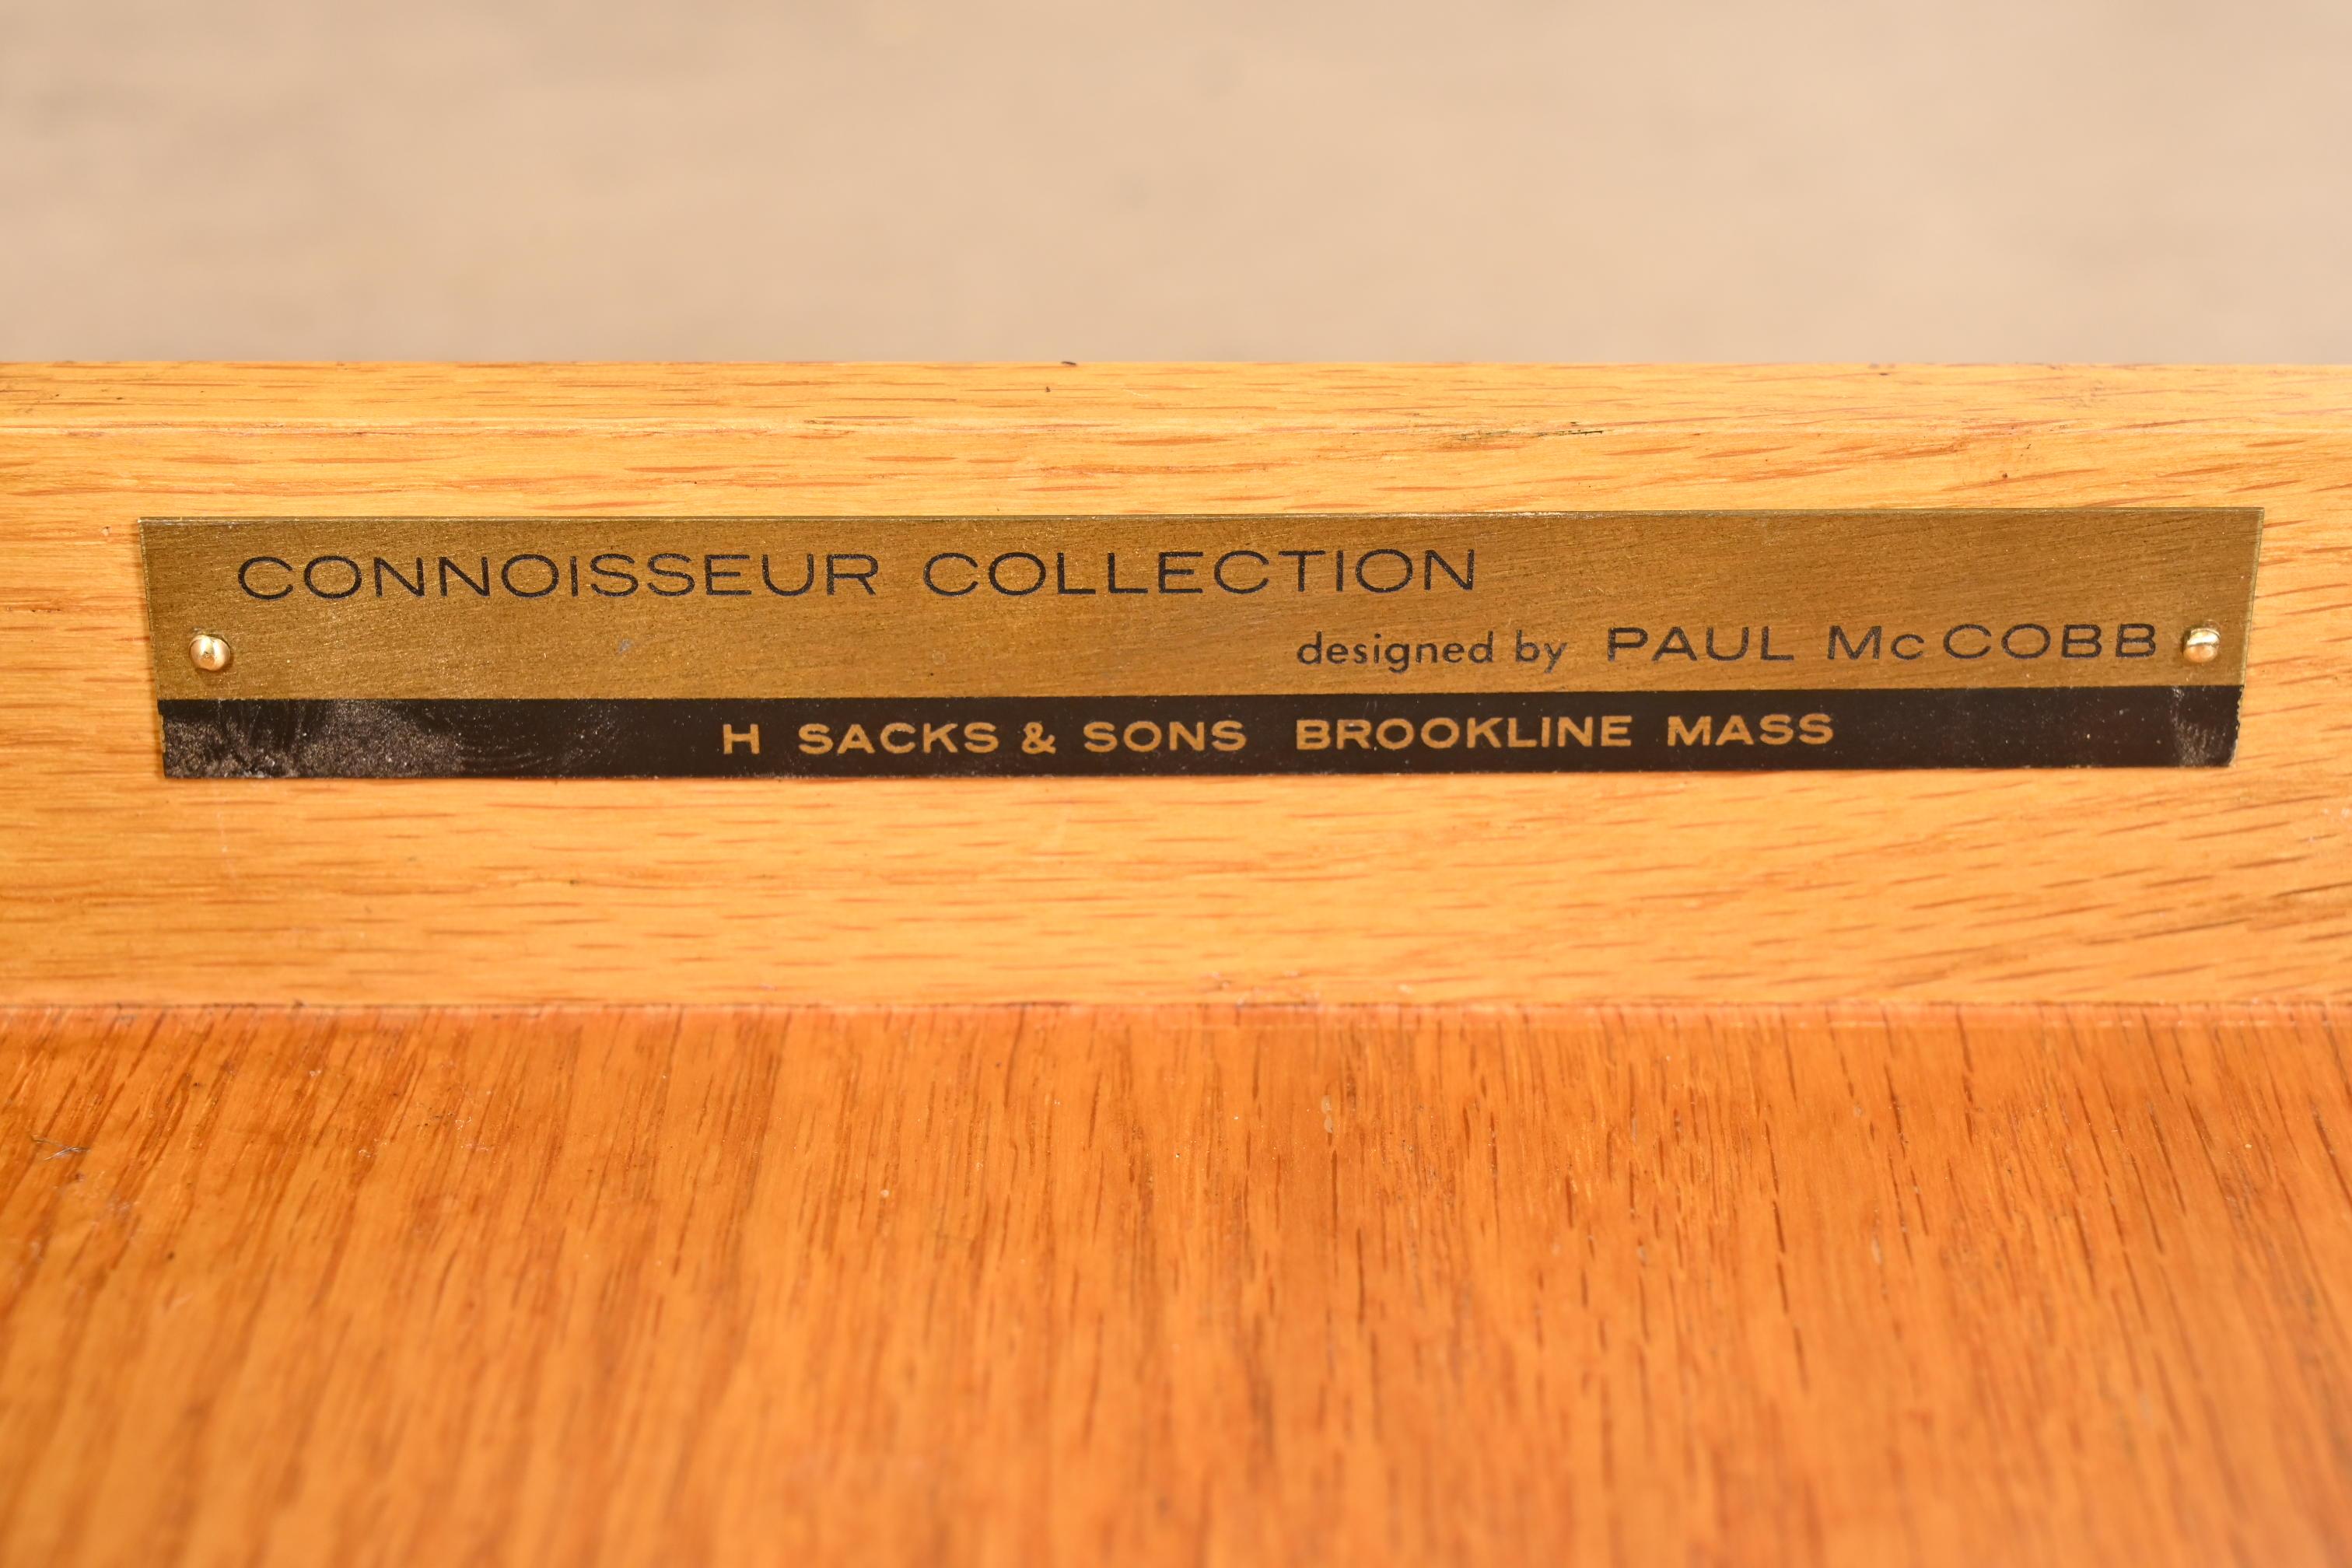 CONNOISSEUR COLLECTION
designed by PAUL McCOBB
H SACKS & SONS BROOKLINE MASS